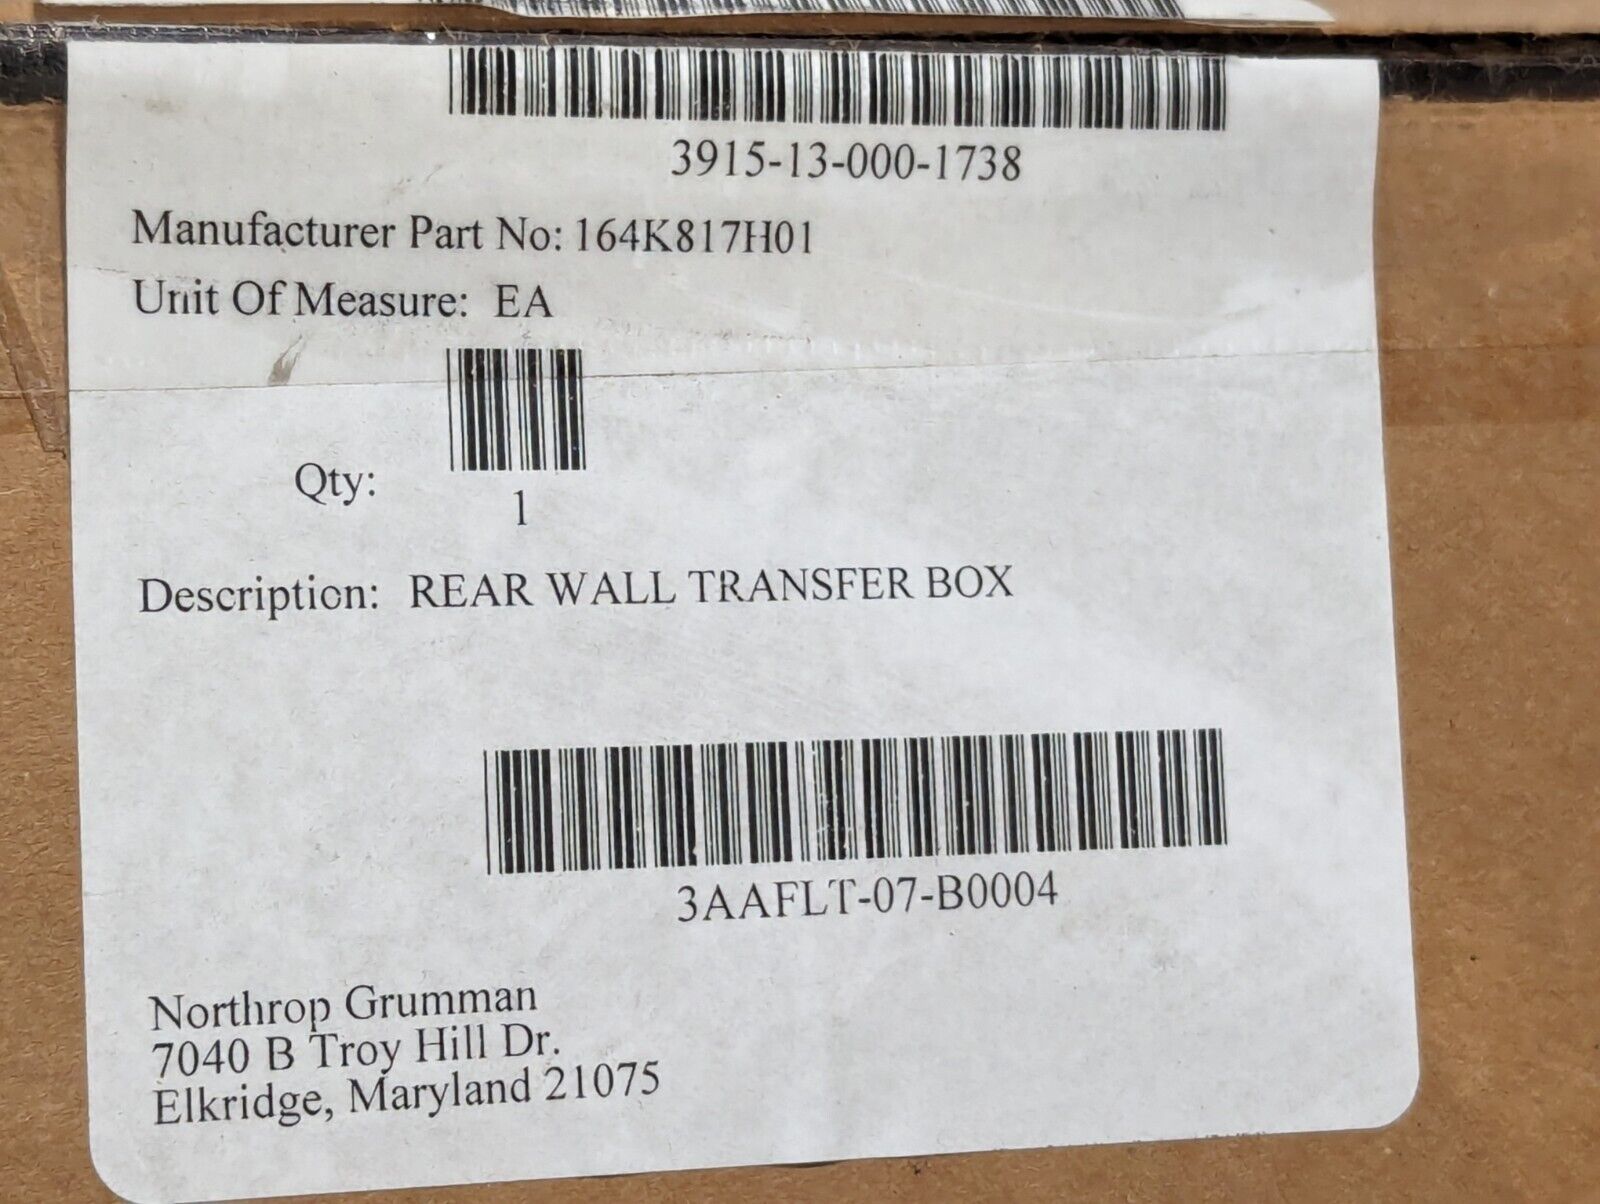 3915-13-000-1738
Manufacturer Part No: 164K817H01
Unit Of Measure: EA
Qty:
1
Description: REAR WALL TRANSFER BOX
3AAFLT-07-B0004
Northrop Grumman
7040 B Troy Hill Dr.
Elkridge, Maryland 21075